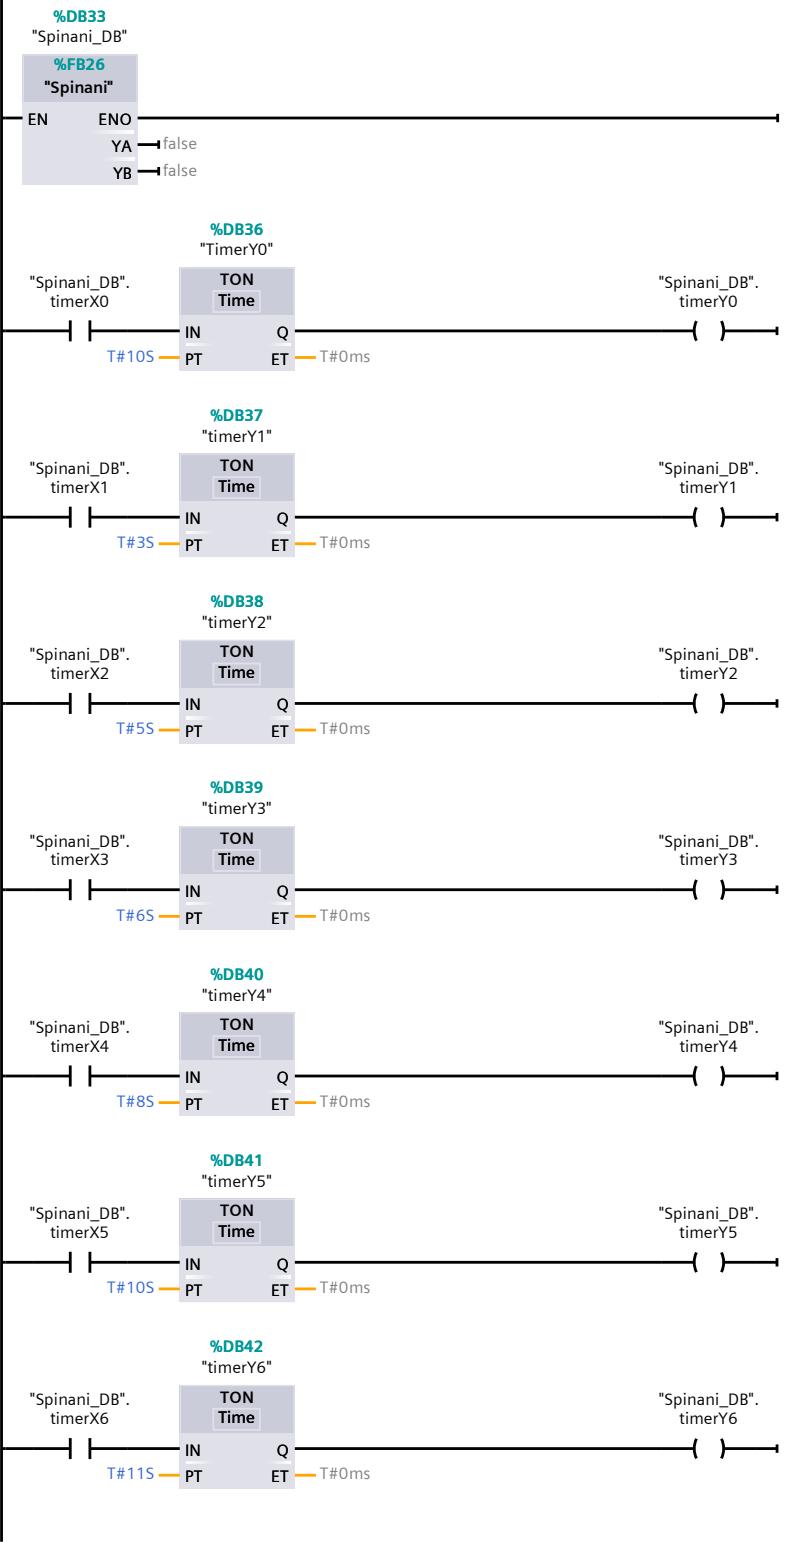 %DB33
"Spinani_DB"
%FB26
"Spinani"
EN ENO
YA false
YB false
%DB36
"TimerY0"
"Spinani_DB".
timerX0
TON
Time
"Spinani_DB".
timerY0
IN Q
T#10S PT ET T#0ms
%DB37
"timerY1"
"Spinani_DB".
timerX1
TON
Time
"Spinani_DB".
timerY1
IN Q
T#3S PT ET T#0ms
%DB38
"timerY2"
"Spinani_DB".
timerX2
TON
Time
"Spinani_DB".
timerY2
IN Q
T#5S PT ET T#0ms
%DB39
"timerY3"
"Spinani_DB".
timerX3
TON
Time
"Spinani_DB".
timerY3
IN Q
T#6S PT ET T#0ms
%DB40
"timerY4"
"Spinani_DB".
timerX4
TON
Time
"Spinani_DB".
timerY4
IN Q
T#8S PT ET T#0ms
%DB41
"timerY5"
"Spinani_DB".
timerX5
TON
Time
"Spinani_DB".
timerY5
IN Q
T#10S PT ET T#0ms
%DB42
"timerY6"
"Spinani_DB".
timerX6
TON
Time
"Spinani_DB".
timerY6
IN Q
T#11S PT ET T#0ms